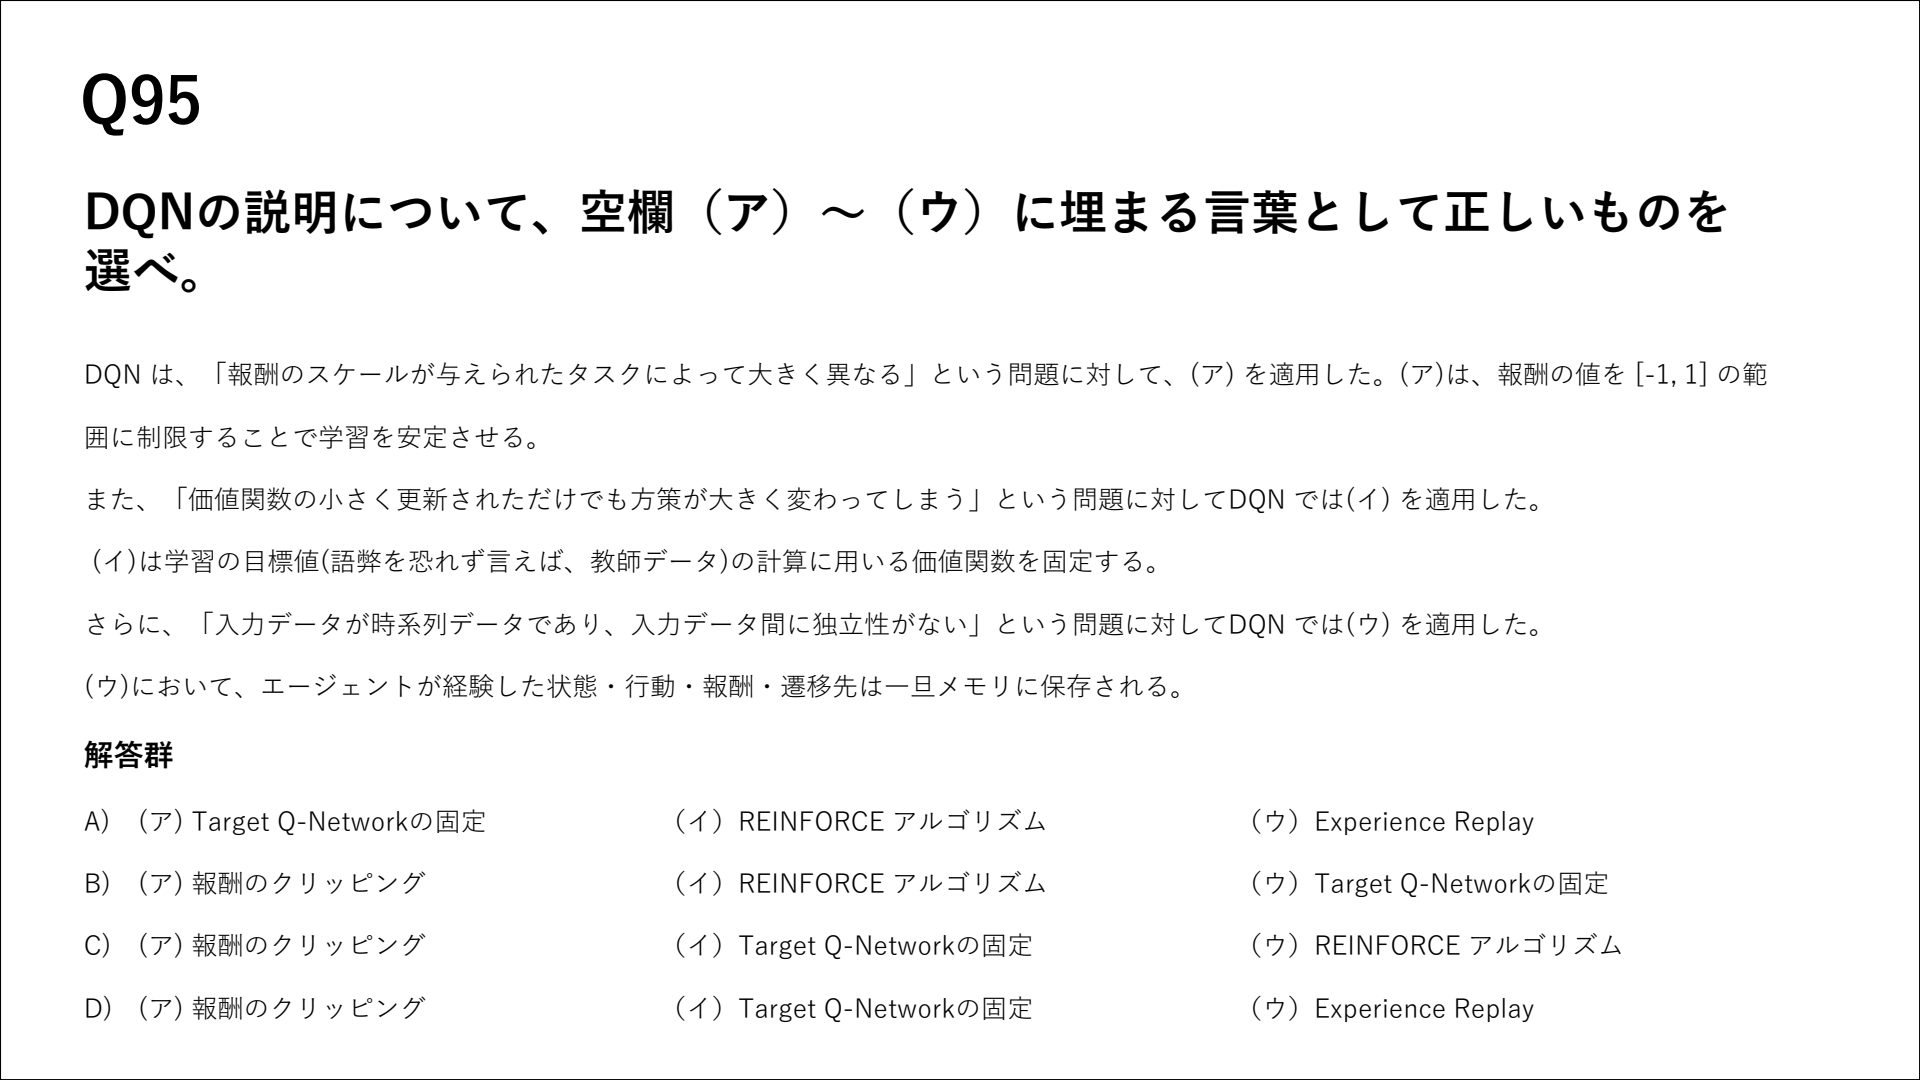 Q95
DQNの説明について、空欄（ア）～（ウ）に埋まる言葉として正しいものを
選べ。
DQN は、「報酬のスケールが与えられたタスクによって大きく異なる」という問題に対して、(ア) を適用した。(ア)は、報酬の値を [-1, 1] の範
囲に制限することで学習を安定させる。
また、「価値関数の小さく更新されただけでも方策が大きく変わってしまう」という問題に対してDQN では(イ) を適用した。
(イ)は学習の目標値(語弊を恐れず言えば、教師データ)の計算に用いる価値関数を固定する。
さらに、「入力データが時系列データであり、入力データ間に独立性がない」という問題に対してDQN では(ウ) を適用した。
(ウ)において、エージェントが経験した状態・行動・報酬・遷移先は一旦メモリに保存される。
解答群
A) （ア) Target Q-Networkの固定 （イ）REINFORCE アルゴリズム （ウ）Experience Replay
B) （ア) 報酬のクリッピング （イ）REINFORCE アルゴリズム （ウ）Target Q-Networkの固定
C) （ア) 報酬のクリッピング （イ）Target Q-Networkの固定 （ウ）REINFORCE アルゴリズム
D) （ア) 報酬のクリッピング （イ）Target Q-Networkの固定 （ウ）Experience Replay